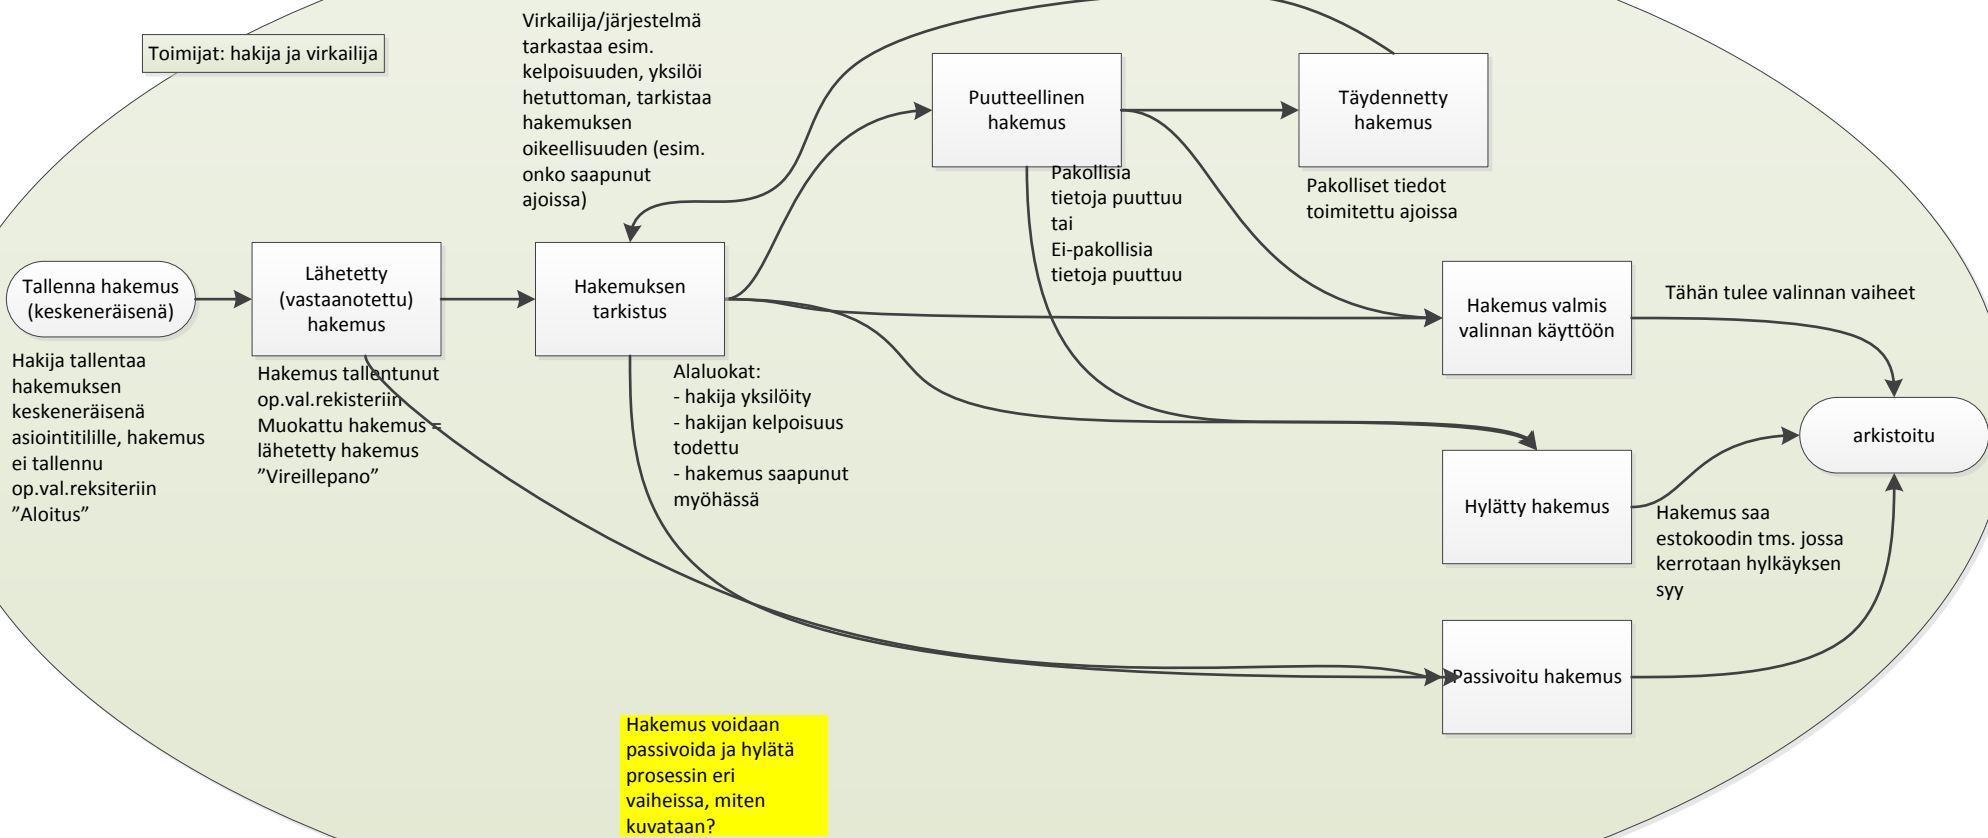 Toimijat: hakija ja virkailija
Virkailija/järjestelmä
tarkastaa esim.
kelpoisuuden, yksilöi
hetuttoman, tarkistaa
hakemuksen
oikeellisuuden (esim.
onko saapunut
ajoissa)
Puutteellinen
hakemus
Täydennetty
hakemus
Pakollisia
tietoja puuttuu
tai
Ei-pakollisia
tietoja puuttuu
Pakolliset tiedot
toimitettu ajoissa
Tallenna hakemus
(keskeneräisenä)
Lähetetty
(vastaanotettu)
hakemus
Hakemuksen
tarkistus
Hakemus valmis
valinnan käyttöön
Tähän tulee valinnan vaiheet
Hakija tallentaa
hakemuksen
keskeneräisenä
asiointitilille, hakemus
ei tallennu
op.val.reksiteriin
”Aloitus”
Hakemus tallentunut
op.val.rekisteriin
Muokattu hakemus =
lähetetty hakemus
”Vireillepano”
Alaluokat:
- hakija yksilöity
- hakijan kelpoisuus
todettu
- hakemus saapunut
myöhässä
arkistoitu
Hylätty hakemus
Hakemus saa
estokoodin tms. jossa
kerrotaan hylkäyksen
syy
Passivoitu hakemus
Hakemus voidaan
passivoida ja hylätä
prosessin eri
vaiheissa, miten
kuvataan?